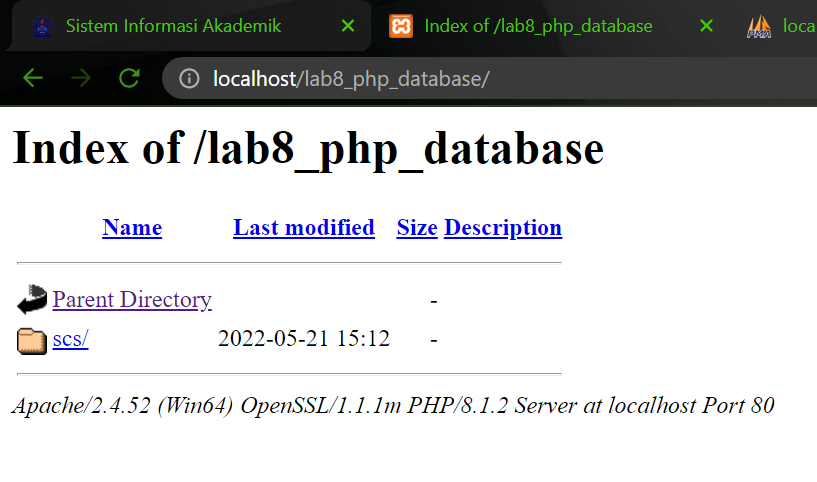 Sistem Informasi Akademik
Index of /lab8_php_database
PMA
loca
localhost/lab8_php_database/
Index of /lab8_php_database
Name Last modified Size Description
Parent Directory -
scs/ 2022-05-21 15:12 -
Apache/2.4.52 (Win64) OpenSSL/1.1.1m PHP/8.1.2 Server at localhost Port 80